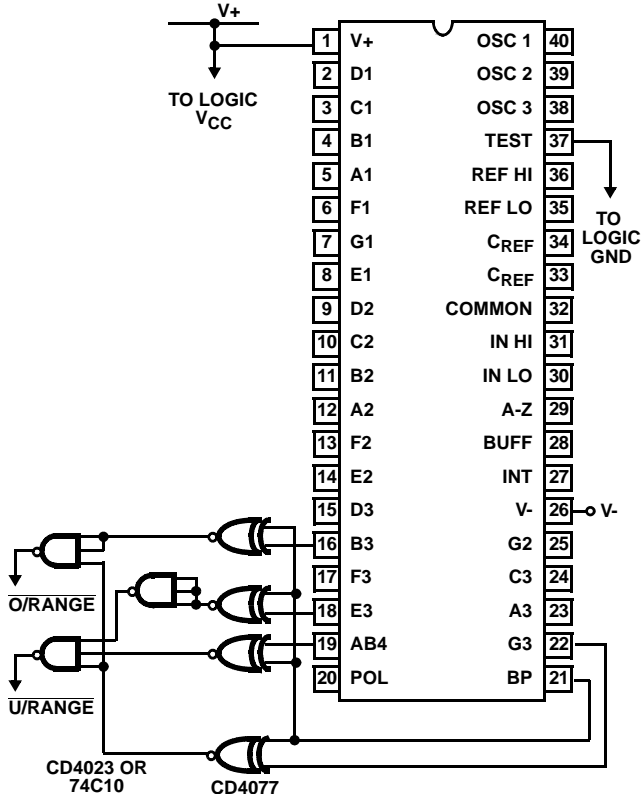 V+
TO LOGIC
VCC
1 V+ OSC 1 40
2 D1 OSC 2 39
3 C1 OSC 3 38
4 B1 TEST 37
5 A1 REF HI 36
6 F1 REF LO 35
7 G1 CREF 34
8 E1 CREF 33
9 D2 COMMON 32
10 C2 IN HI 31
11 B2 IN LO 30
12 A2 A-Z 29
13 F2 BUFF 28
14 E2 INT 27
15 D3 V- 26 V-
16 B3 G2 25
17 F3 C3 24
18 E3 A3 23
19 AB4 G3 22
20 POL BP 21
TO
LOGIC
GND
O/RANGE
U/RANGE
CD4023 OR
74C10
CD4077